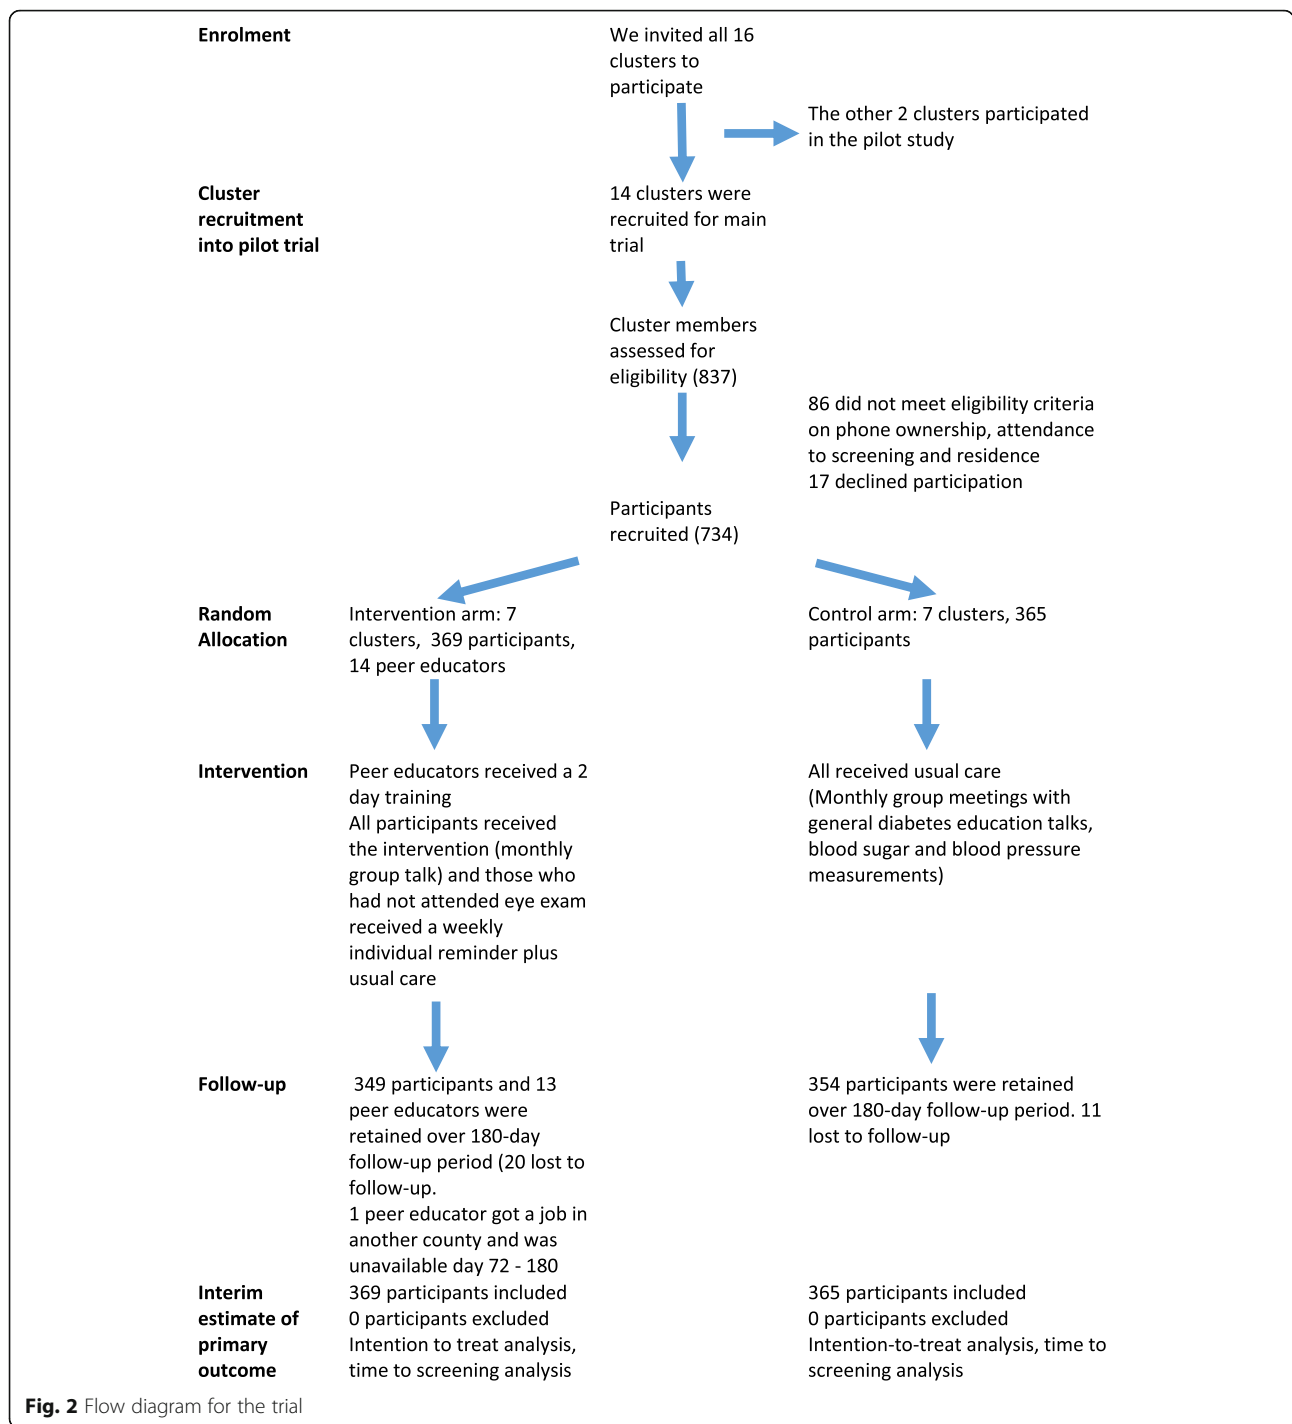 Enrolment
We invited all 16
clusters to
participate
The other 2 clusters participated
in the pilot study
Cluster
recruitment
into pilot trial
14 clusters were
recruited for main
trial
Cluster members
assessed for
eligibility (837)
86 did not meet eligibility criteria
on phone ownership, attendance
to screening and residence
17 declined participation
Participants
recruited (734)
Random
Allocation
Intervention arm: 7
clusters,  369 participants,
14 peer educators
Control arm: 7 clusters, 365
participants
Intervention
Peer educators received a 2
day training
All participants received
the intervention (monthly
group talk) and those who
had not attended eye exam
received a weekly
individual reminder plus
usual care
All received usual care
(Monthly group meetings with
general diabetes education talks,
blood sugar and blood pressure
measurements)
Follow-up
349 participants and 13
peer educators were
retained over 180-day
follow-up period (20 lost to
follow-up.
1 peer educator got a job in
another county and was
unavailable day 72 - 180
354 participants were retained
over 180-day follow-up period. 11
lost to follow-up
Interim
estimate of
primary
outcome
369 participants included
0 participants excluded
Intention to treat analysis,
time to screening analysis
365 participants included
0 participants excluded
Intention-to-treat analysis, time to
screening analysis
Fig. 2 Flow diagram for the trial